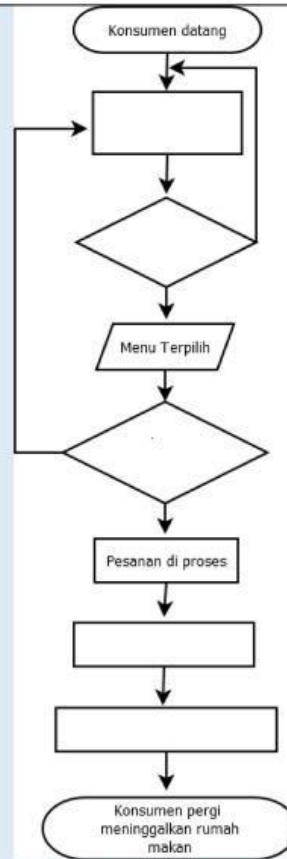 Konsumen datang
Menu Terpilih
Pesanan di proses
Konsumen pergi
meninggalkan rumah
makan